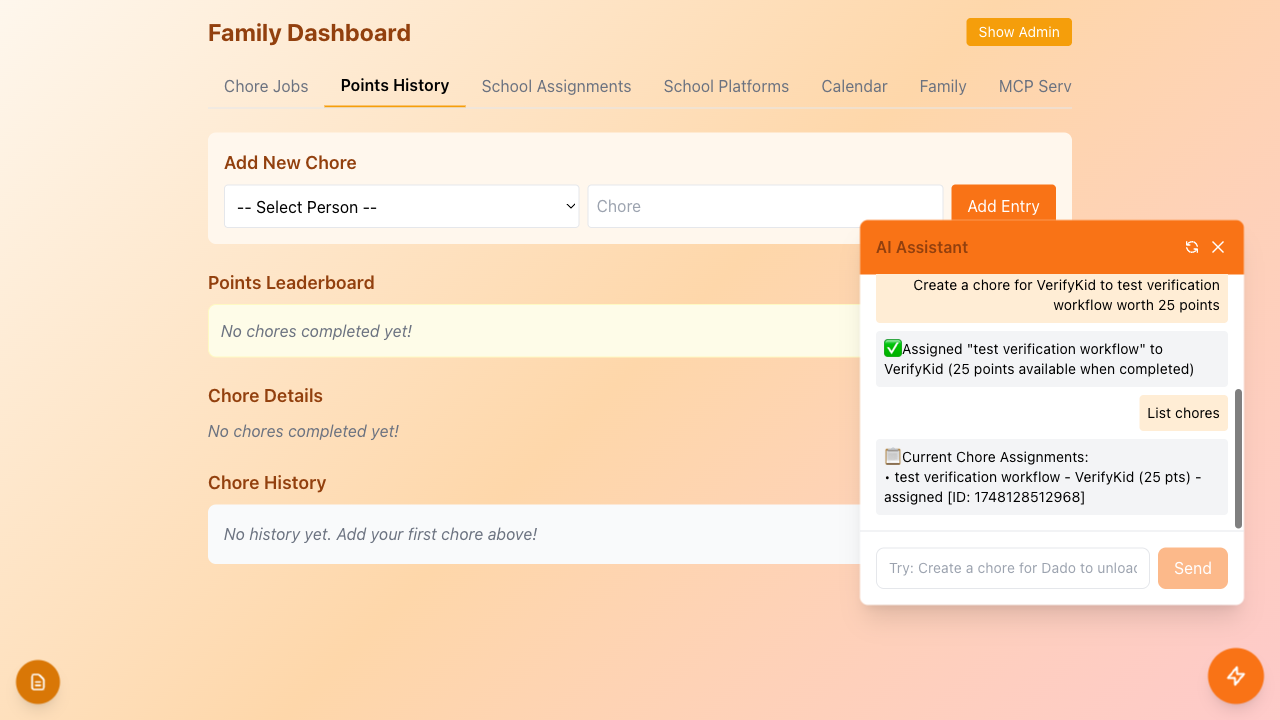 Family Dashboard
Show Admin
Chore Jobs
Points History
School Assignments
School Platforms
Calendar
Family
MCP Serv
Add New Chore
-- Select Person --
Chore
Add Entry
Points Leaderboard
No chores completed yet!
Chore Details
No chores completed yet!
Chore History
No history yet. Add your first chore above!
AI Assistant
Create a chore for VerifyKid to test verification
workflow worth 25 points
✅Assigned "test verification workflow" to
VerifyKid (25 points available when completed)
List chores
📋Current Chore Assignments:
• test verification workflow - VerifyKid (25 pts) -
assigned [ID: 1748128512968]
Try: Create a chore for Dado to unload
Send